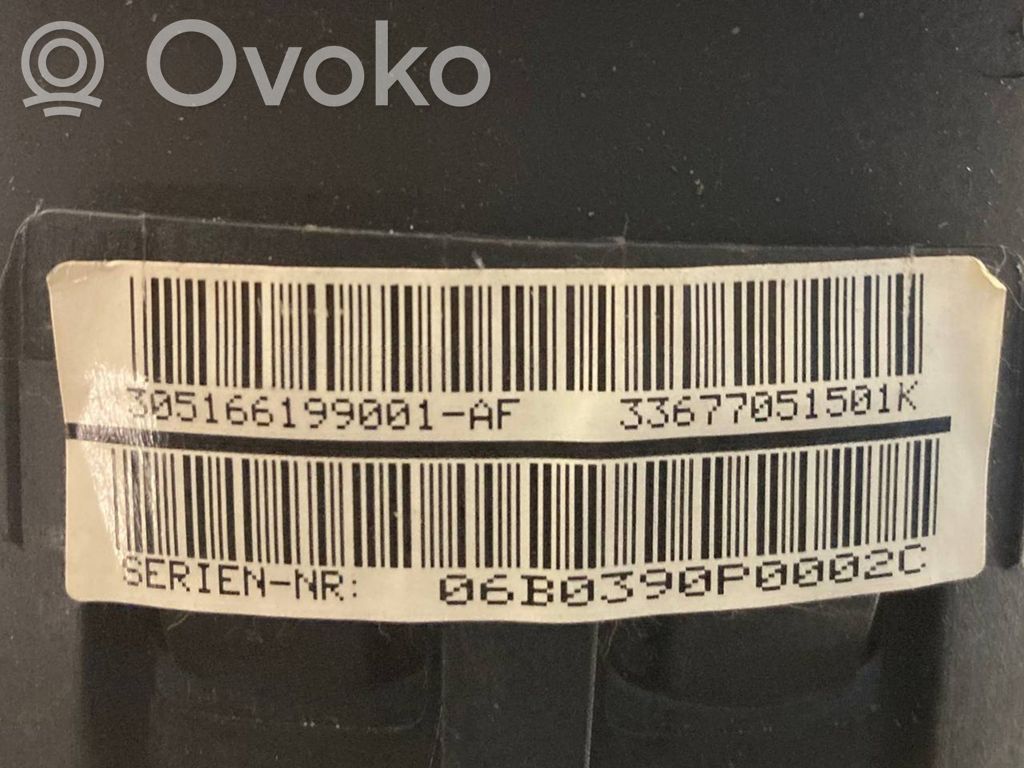 Ovoko
305166199001-AF 33677051501K
SERIEN-NR: 06B0390P0002C